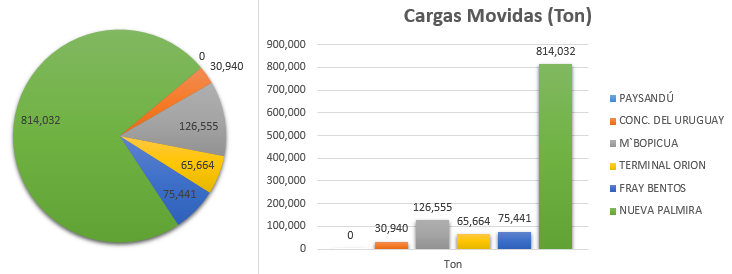 0
30,940
814,032
126,555
65,664
75,441
Cargas Movidas (Ton)
900,000
800,000
700,000
600,000
500,000
400,000
300,000
200,000
100,000
0
0
30,940
126,555
65,664
75,441
814,032
Ton
PAYSANDÚ
CONC. DEL URUGUAY
M`BOPICUA
TERMINAL ORION
FRAY BENTOS
NUEVA PALMIRA